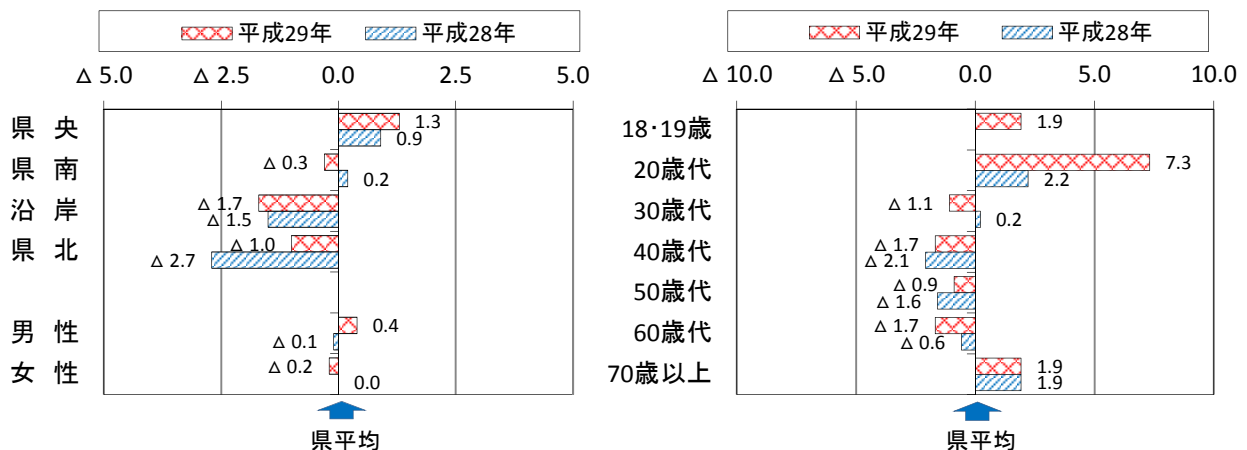 平成29年 平成28年
△ 5.0 △ 2.5 0.0 2.5 5.0
県 央 1.3
0.9
県 南 △ 0.3
0.2
沿 岸 △ 1.7
△ 1.5
県 北 △ 1.0
△ 2.7
男 性 0.4
△ 0.1
女 性 △ 0.2
0.0
県平均
平成29年 平成28年
△ 10.0 △ 5.0 0.0 5.0 10.0
18・19歳 1.9
20歳代 7.3
2.2
30歳代 △ 1.1
0.2
40歳代 △ 1.7
△ 2.1
50歳代 △ 0.9
△ 1.6
60歳代 △ 1.7
△ 0.6
70歳以上 1.9
1.9
県平均